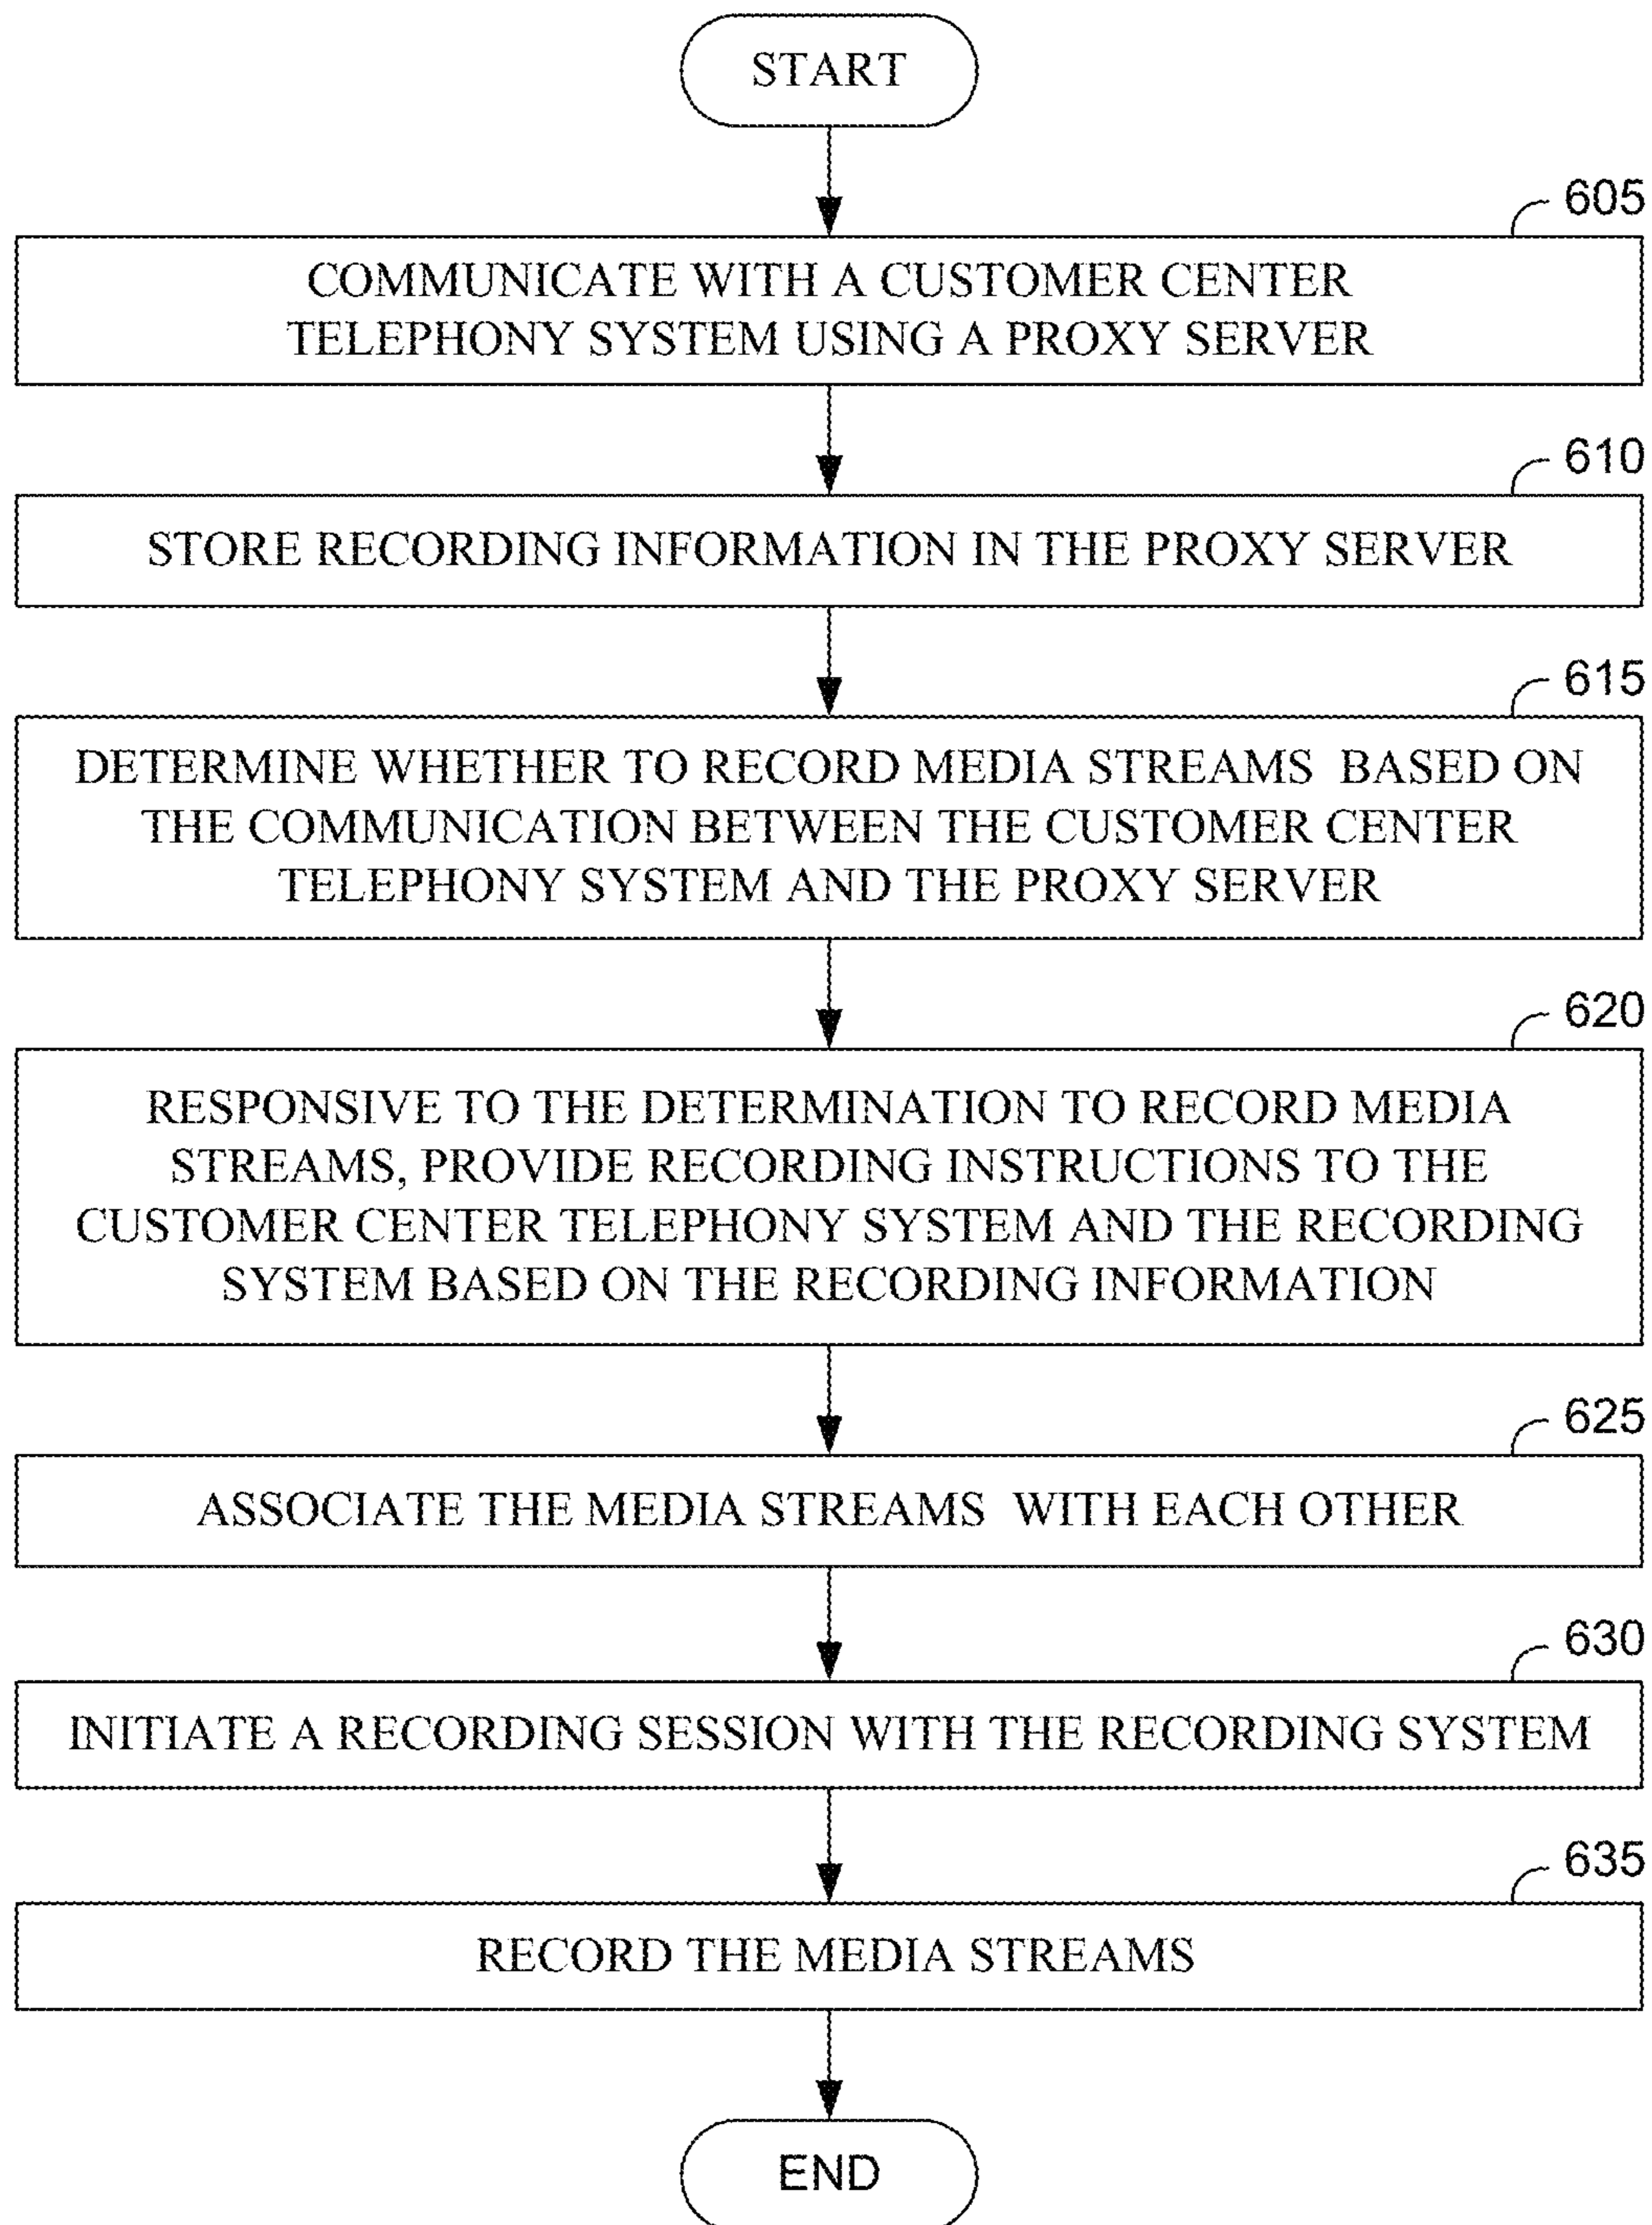 START
605
COMMUNICATE WITH A CUSTOMER CENTER
TELEPHONY SYSTEM USING A PROXY SERVER
610
STORE RECORDING INFORMATION IN THE PROXY SERVER
615
DETERMINE WHETHER TO RECORD MEDIA STREAMS BASED ON
THE COMMUNICATION BETWEEN THE CUSTOMER CENTER
TELEPHONY SYSTEM AND THE PROXY SERVER
620
RESPONSIVE TO THE DETERMINATION TO RECORD MEDIA
STREAMS, PROVIDE RECORDING INSTRUCTIONS TO THE
CUSTOMER CENTER TELEPHONY SYSTEM AND THE RECORDING
SYSTEM BASED ON THE RECORDING INFORMATION
625
ASSOCIATE THE MEDIA STREAMS WITH EACH OTHER
630
INITIATE A RECORDING SESSION WITH THE RECORDING SYSTEM
635
RECORD THE MEDIA STREAMS
END